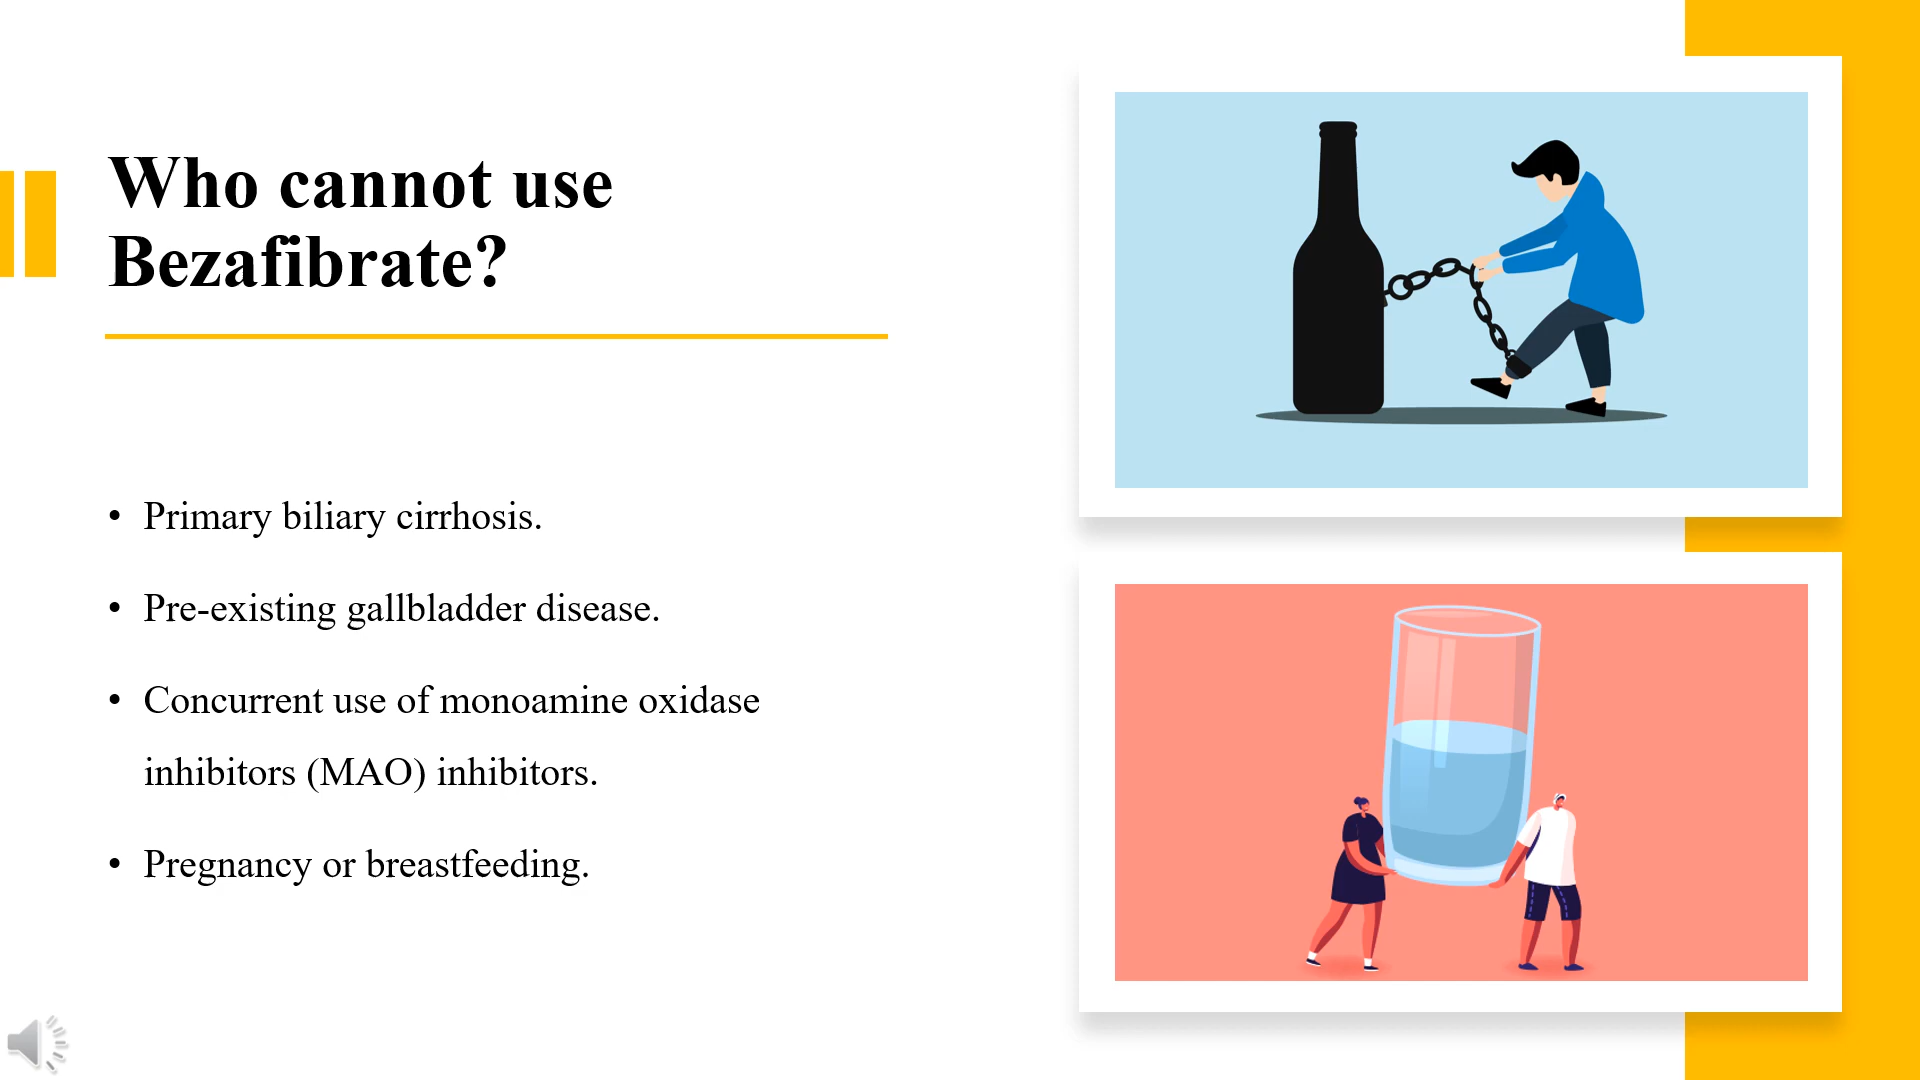 Who cannot use
Bezafibrate?
• Primary biliary cirrhosis.
• Pre-existing gallbladder disease.
• Concurrent use of monoamine oxidase
inhibitors (MAO) inhibitors.
• Pregnancy or breastfeeding.